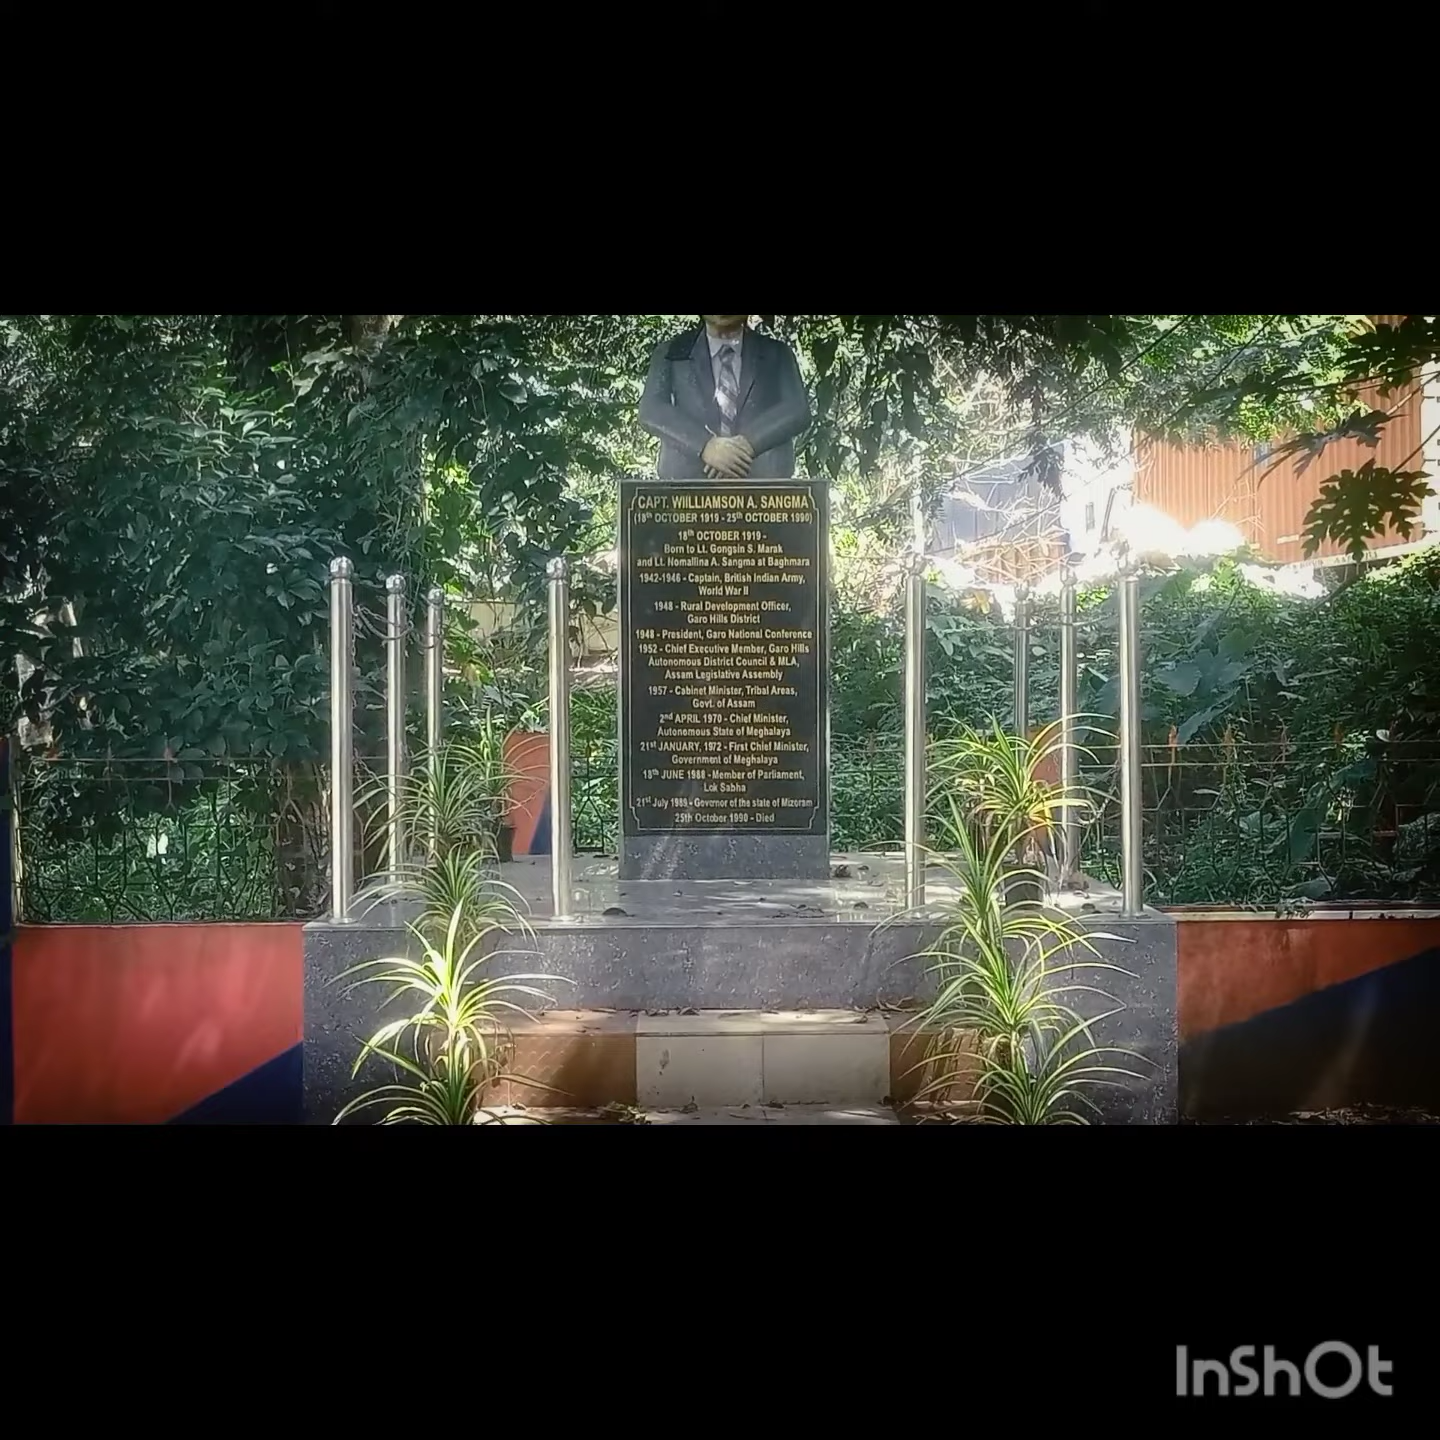 CAPT. WIILLIAMSON A. SANGMA
(18th OCTOBER 1919 - 25th OCTOBER 1990)
18th OCTOBER 1919 -
Born to Lt. Gongsin S. Marak
and Lt. Nomallina A. Sangma at Baghmara
1942-1946 - Captain, British Indian Army,
World War II
1948 - Rural Development Officer,
Garo Hills District
1948 - President, Garo National Conference
1952 - Chief Executive Member, Garo Hills
Autonomous District Council & MLA,
Assam Legislative Assembly
1957 - Cabinet Minister, Tribal Areas,
Govt. of Assam
2nd APRIL 1970 - Chief Minister,
Autonomous State of Meghalaya
21st JANUARY, 1972 - First Chief Minister,
Government of Meghalaya
18th JUNE 1988 - Member of Parliament,
Lok Sabha
21st July 1989 - Governor of the state of Mizoram
25th October 1990 - Died
InShOt